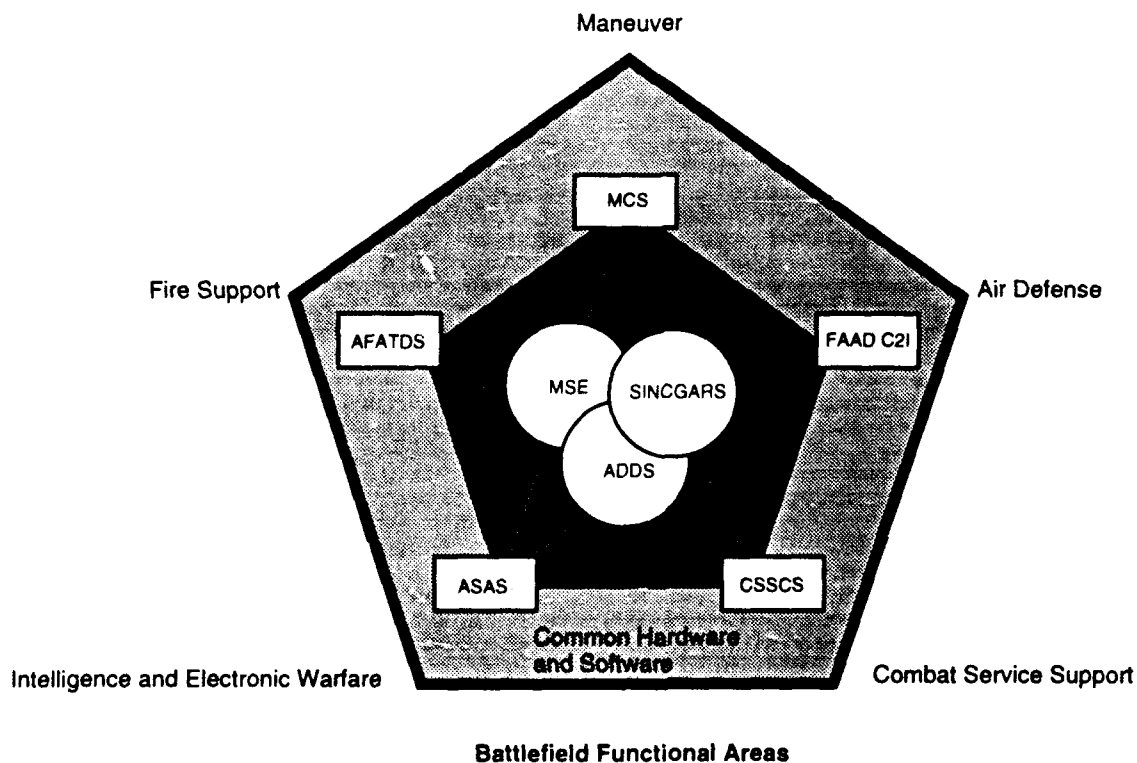 Maneuver
MCS
Fire Support
Air Defense
AFATDS
FAAD C2I
MSE
SINCGARS
ADDS
ASAS
CSSCS
Common Hardware
and Software
Intelligence and Electronic Warfare
Combat Service Support
Battlefield Functional Areas